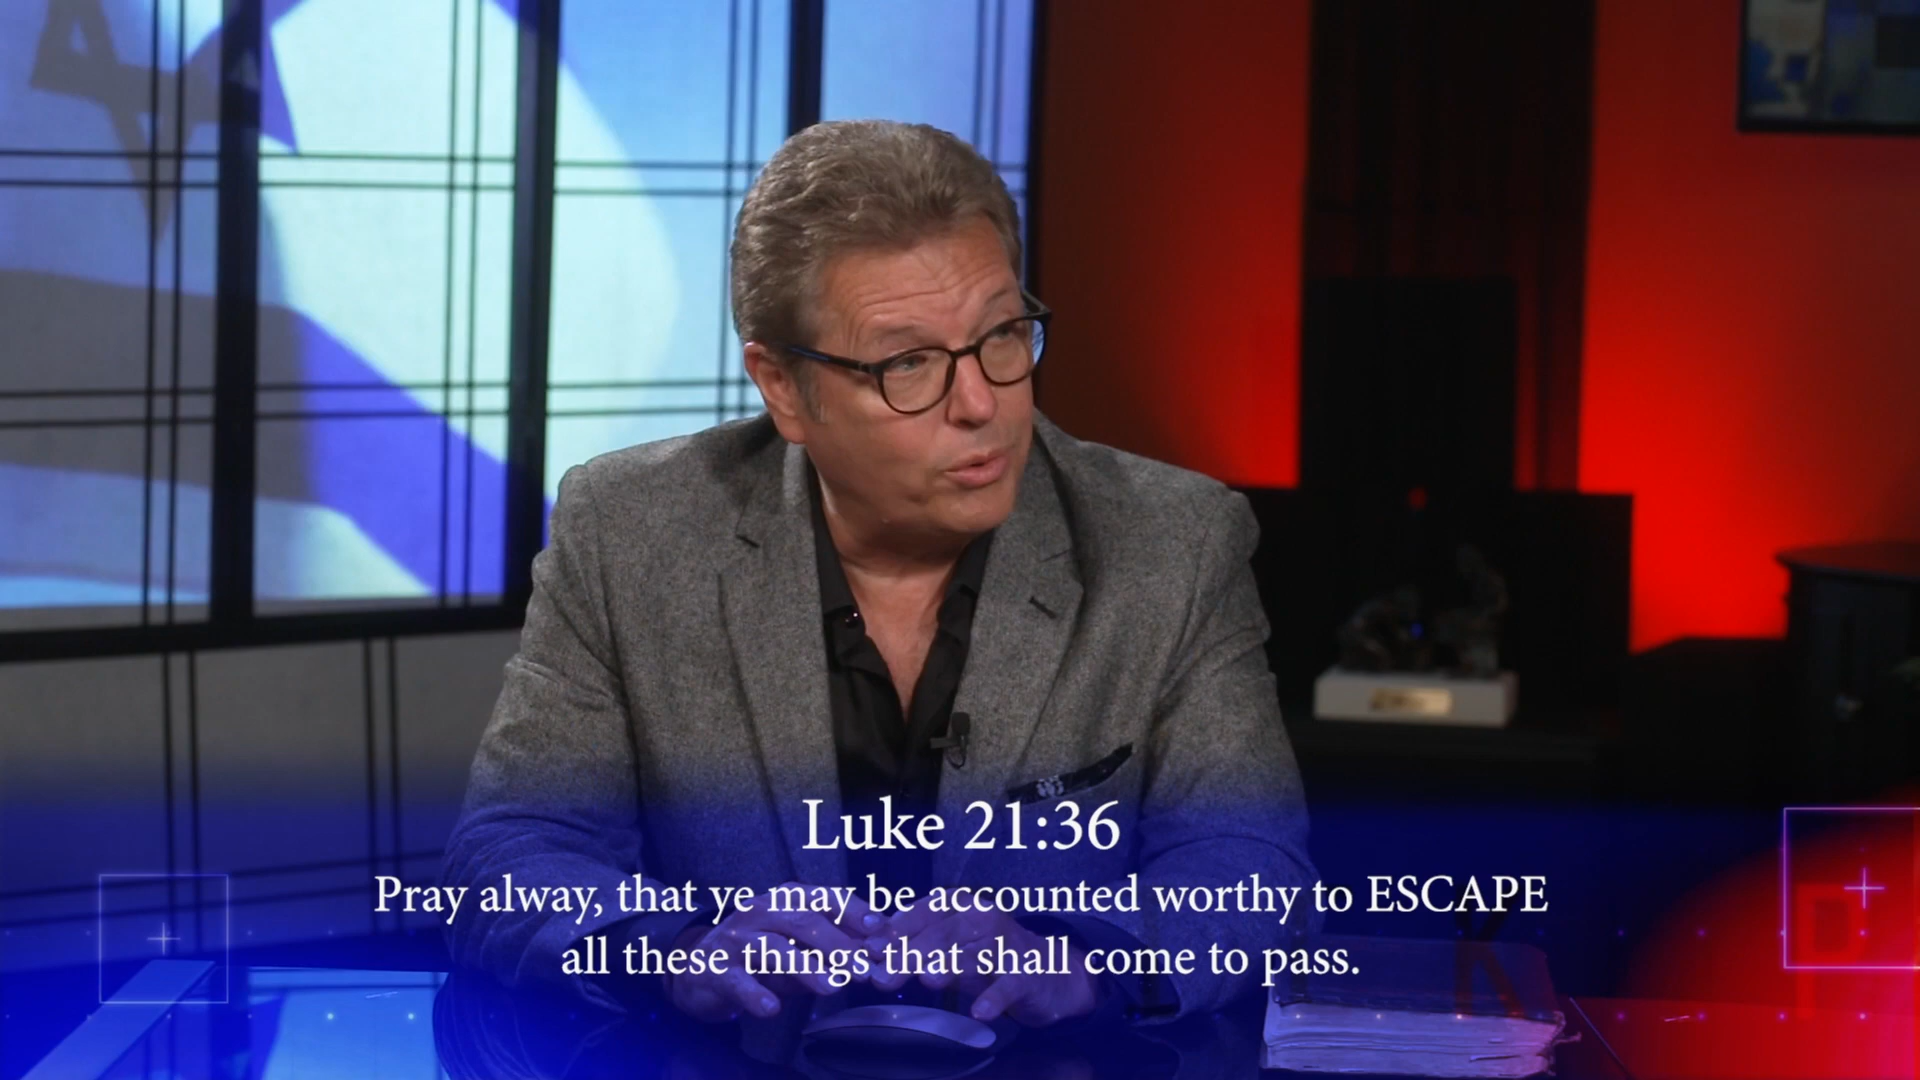 Luke 21:36
Pray alway, that ye may be accounted worthy to ESCAPE
all these things that shall come to pass.